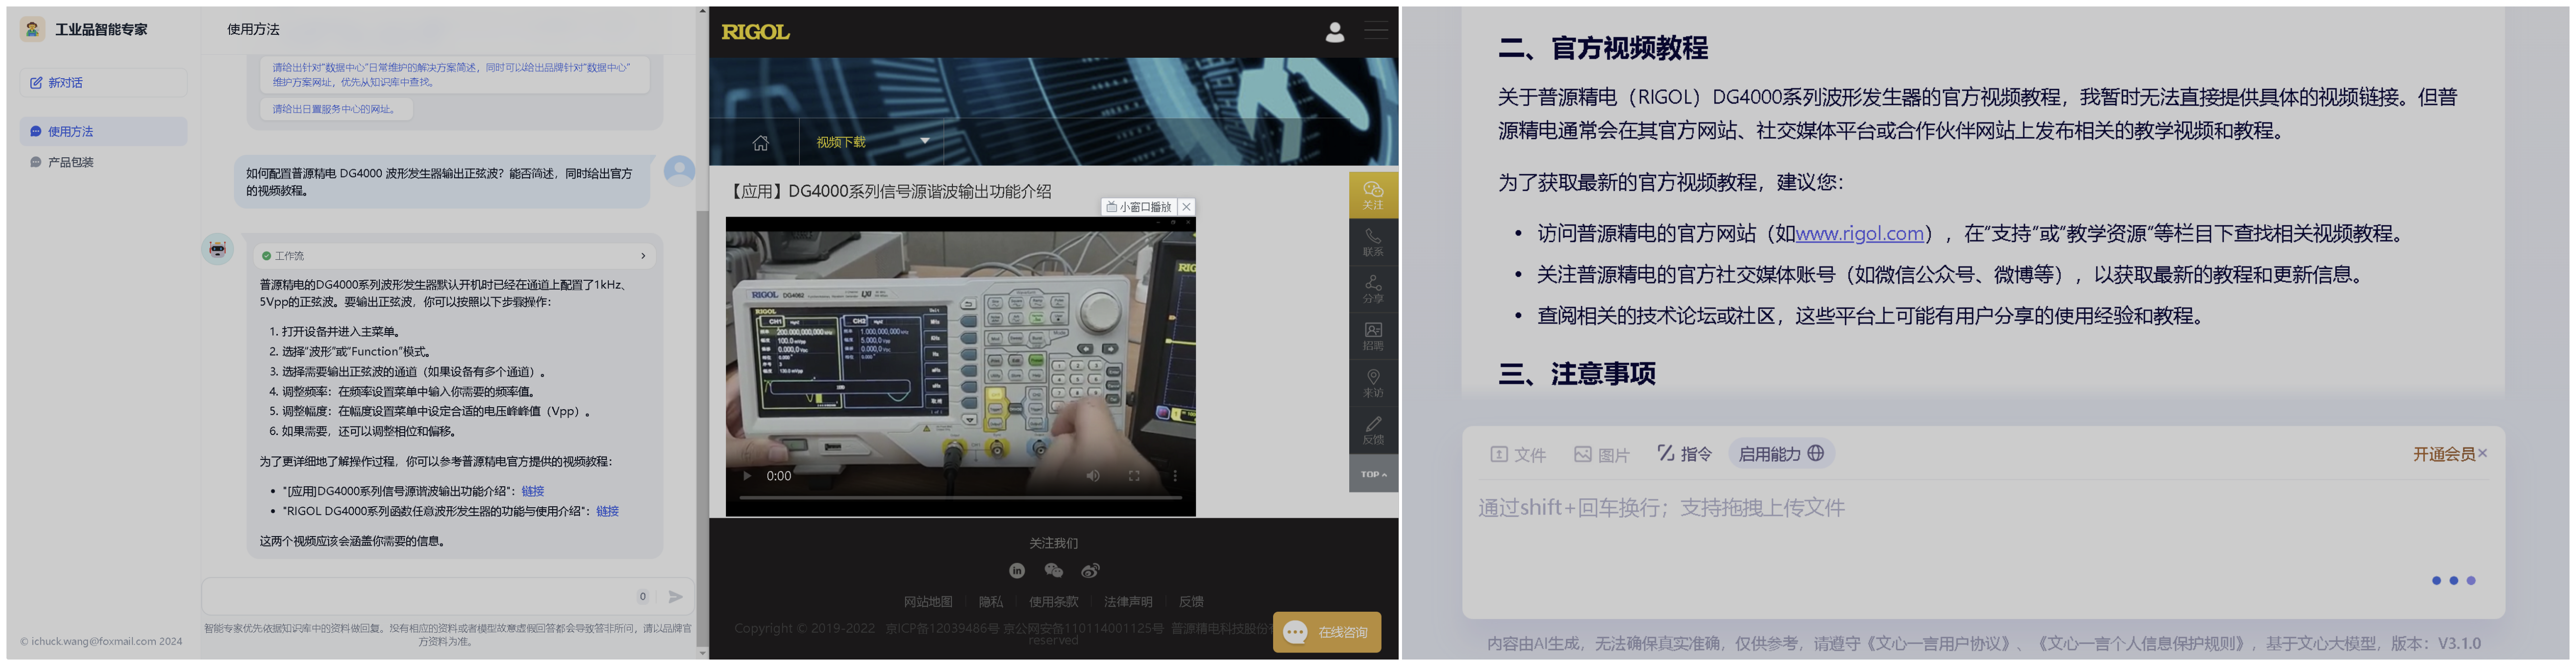 工业品智能专家
新对话
使用方法
产品包装
© ichuck.wang@foxmail.com 2024
使用方法
请给出针对“数据中心”日常维护的解决方案简述，同时可以给出品牌针对“数据中心”
维护方案网址，优先从知识库中查找。
请给出日置服务中心的网址。
如何配置普源精电 DG4000 波形发生器输出正弦波？能否简述，同时给出官方
的视频教程。
工作流
普源精电的DG4000系列波形发生器默认开机时已经在通道上配置了1kHz、
5Vpp的正弦波。要输出正弦波，你可以按照以下步骤操作：
1. 打开设备并进入主菜单。
2. 选择“波形”或“Function”模式。
3. 选择需要输出正弦波的通道（如果设备有多个通道）。
4. 调整频率：在频率设置菜单中输入你需要的频率值。
5. 调整幅度：在幅度设置菜单中设定合适的电压峰峰值（Vpp）。
6. 如果需要，还可以调整相位和偏移。
为了更详细地了解操作过程，你可以参考普源精电官方提供的视频教程：
• "[应用]DG4000系列信号源谐波输出功能介绍"：链接
• "RIGOL DG4000系列函数任意波形发生器的功能与使用介绍"：链接
这两个视频应该会涵盖你需要的信息。
0
智能专家优先依据知识库中的资料做回复。没有相应的资料或者模型故意虚假回答都会导致答非所问，请以品牌官
方资料为准。
RIGOL
视频下载
【应用】DG4000系列信号源谐波输出功能介绍
小窗口播放
RIGOL DG4062
RIGOL
CH1
CH2
0:00
关注
联系
分享
招聘
来访
反馈
TOP
关注我们
网站地图
隐私
使用条款
法律声明
反馈
Copyright © 2019-2022 京ICP备12039486号 京公网安备110114001125号 普源精电科技股份有
reserved
在线咨询
二、官方视频教程
关于普源精电（RIGOL）DG4000系列波形发生器的官方视频教程，我暂时无法直接提供具体的视频链接。但普
源精电通常会在其官方网站、社交媒体平台或合作伙伴网站上发布相关的教学视频和教程。
为了获取最新的官方视频教程，建议您：
• 访问普源精电的官方网站（如www.rigol.com），在“支持”或“教学资源”等栏目下查找相关视频教程。
• 关注普源精电的官方社交媒体账号（如微信公众号、微博等），以获取最新的教程和更新信息。
• 查阅相关的技术论坛或社区，这些平台上可能有用户分享的使用经验和教程。
三、注意事项
文件
图片
指令
启用能力
开通会员
通过shift+回车换行；支持拖拽上传文件
内容由AI生成，无法确保真实准确，仅供参考，请遵守《文心一言用户协议》、《文心一言个人信息保护规则》，基于文心大模型，版本：V3.1.0